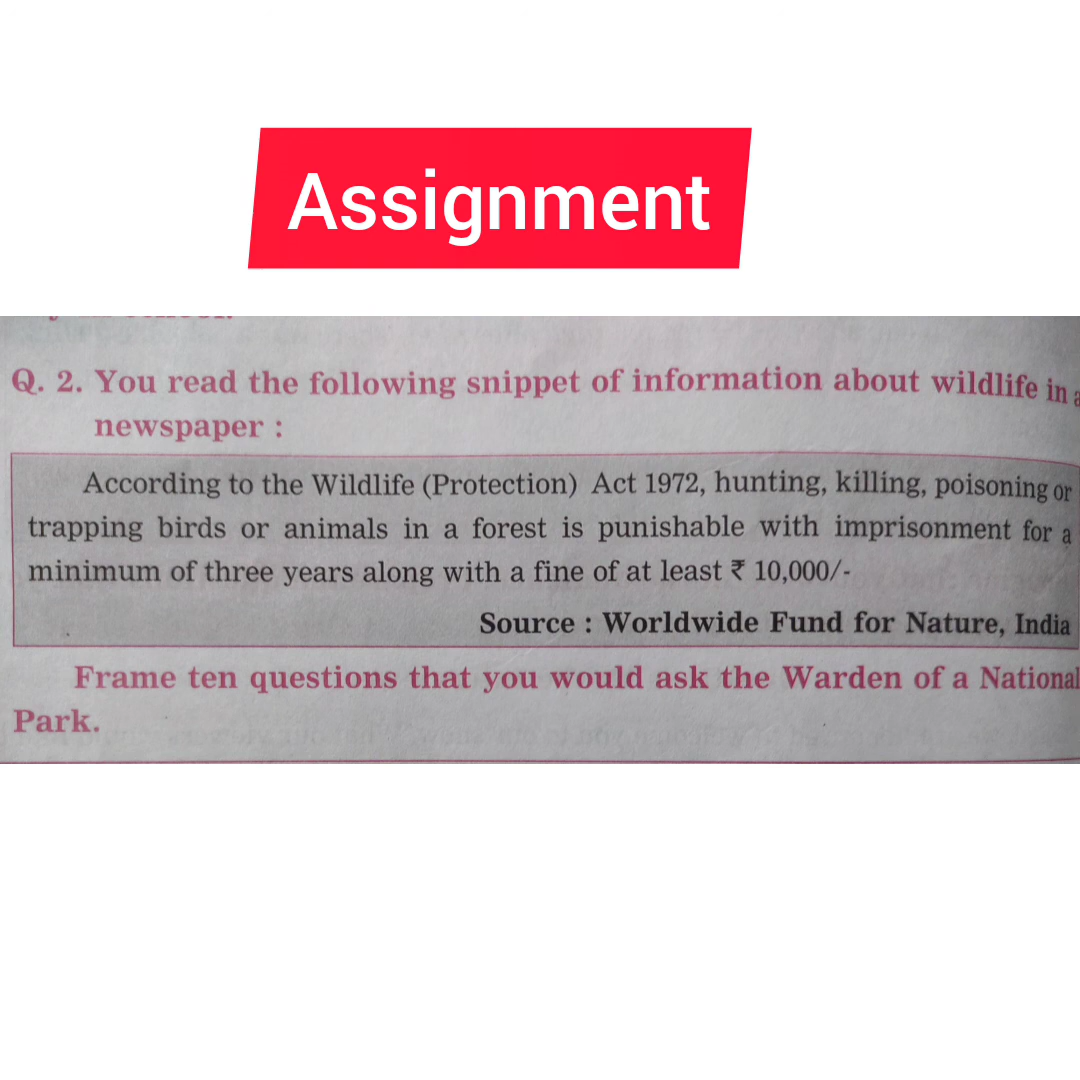 Assignment
Q. 2. You read the following snippet of information about wildlife in a
newspaper :
According to the Wildlife (Protection) Act 1972, hunting, killing, poisoning or
trapping birds or animals in a forest is punishable with imprisonment for a
minimum of three years along with a fine of at least ₹ 10,000/-
Source : Worldwide Fund for Nature, India
Frame ten questions that you would ask the Warden of a National
Park.